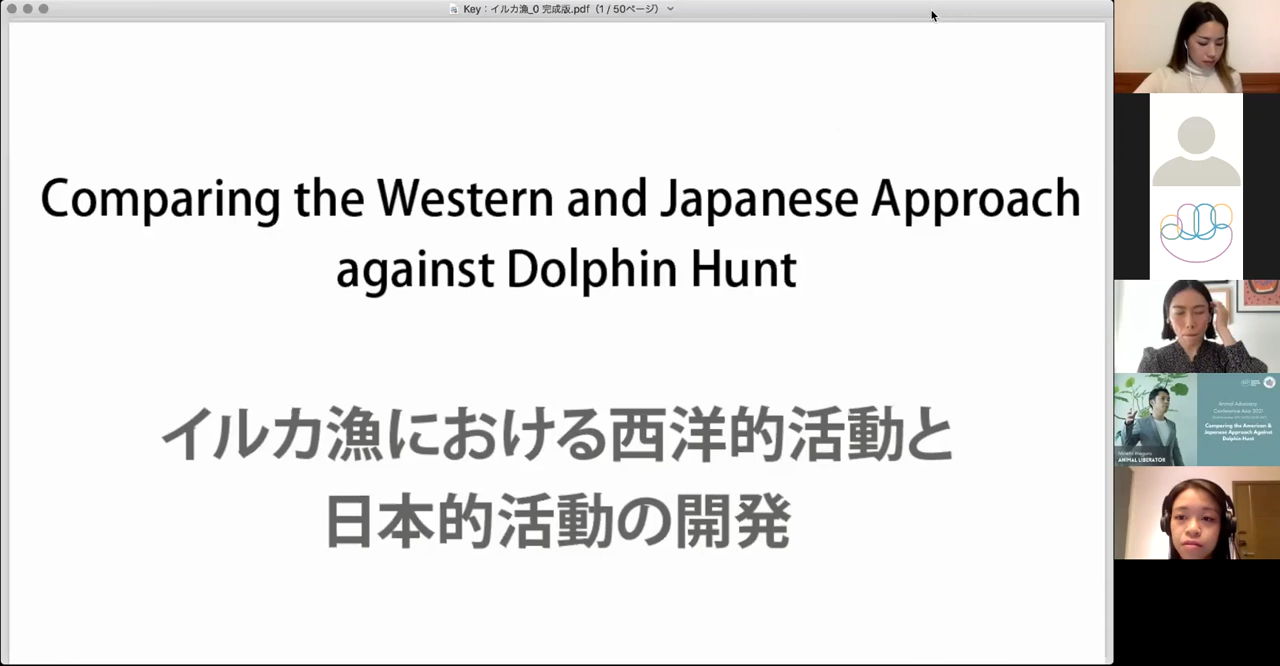 Key：イルカ漁_0 完成版.pdf（1 / 50ページ）
Comparing the Western and Japanese Approach
against Dolphin Hunt
イルカ漁における西洋的活動と
日本的活動の開発
Animal Advocacy
Conference Asia 2021
Comparing the American &
Japanese Approach Against
Dolphin Hunt
ANIMAL LIBERATOR